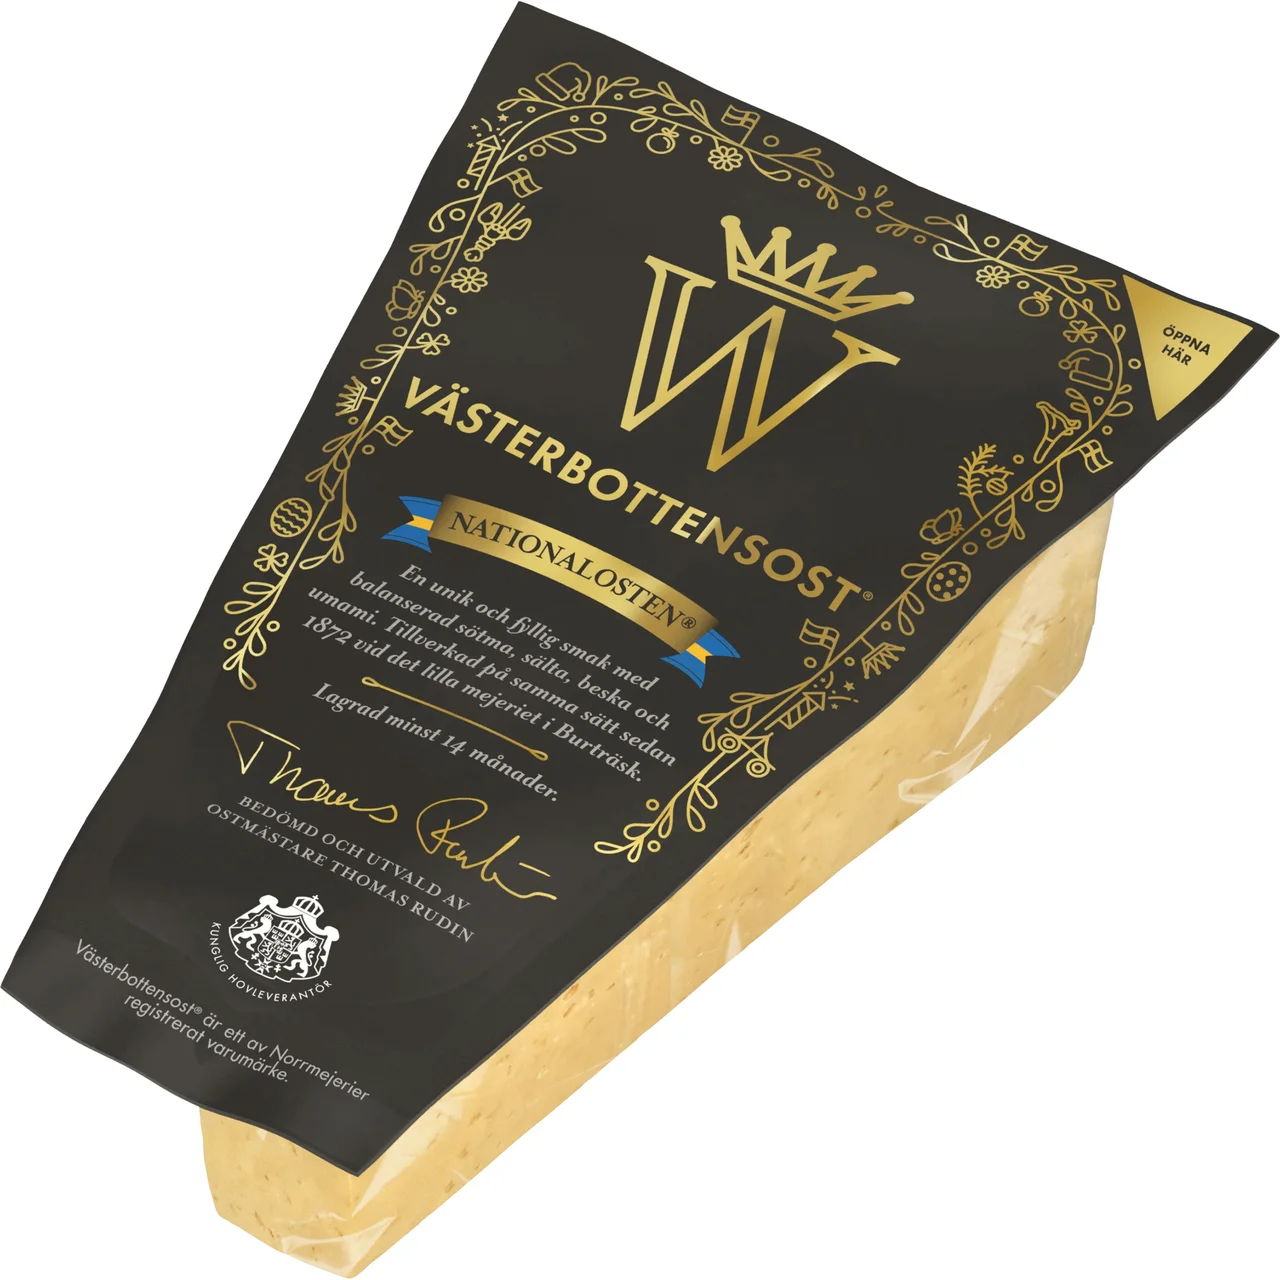 W
VÄSTERBOTTENSOST®
NATIONALOSTEN®
En unik och fyllig smak med
balanserad sötma, sälta, beska och
umami. Tillverkad på samma sätt sedan
1872 vid det lilla mejeriet i Burträsk.
Lagrad minst 14 månader.
Thomas Rudin
BEDÖMD OCH UTVALD AV
OSTMÄSTARE THOMAS RUDIN
KUNGLIG HOVLEVERANTÖR
Västerbottensost® är ett av Norrmejerier
registrerat varumärke.
ÖPPNA
HÄR